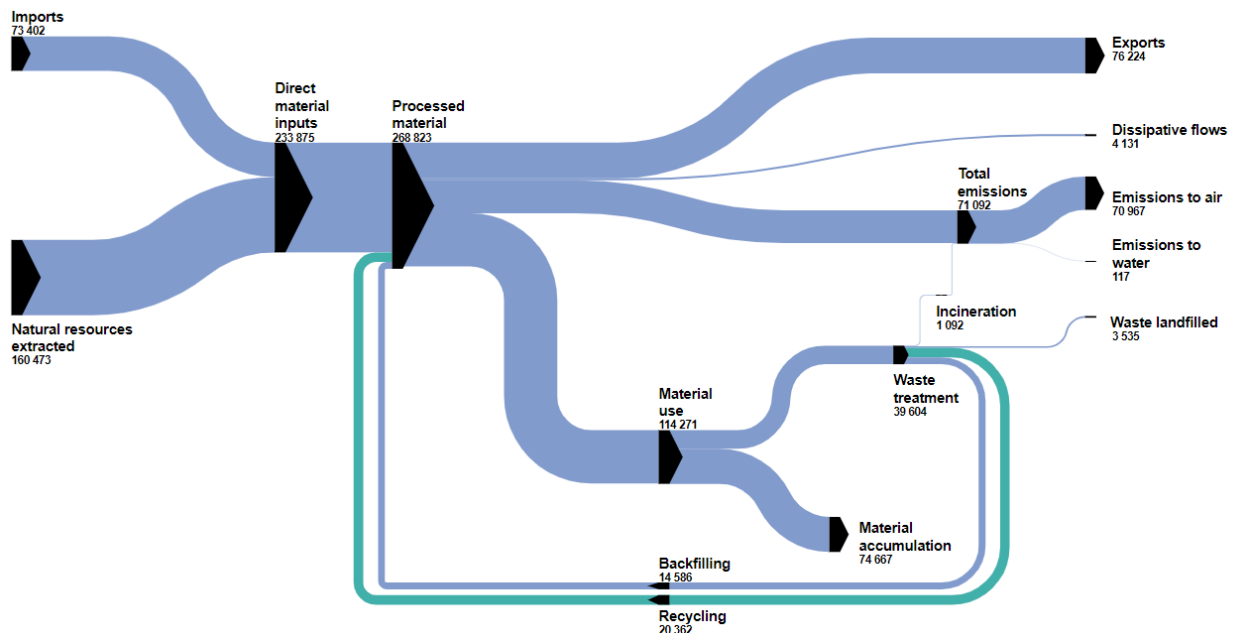 Imports
73 402
Exports
76 224
Direct
material
inputs
233 875
Processed
material
268 823
Dissipative flows
4 131
Total
emissions
71 092
Emissions to air
70 967
Emissions to
water
117
Incineration
1 092
Waste landfilled
3 535
Natural resources
extracted
160 473
Waste
treatment
39 604
Material
use
114 271
Material
accumulation
74 667
Backfilling
14 586
Recycling
20 362